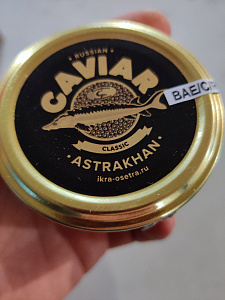 • RUSSIAN •
CAVIAR
CLASSIC
• ASTRAKHAN •
ikra-osetra.ru